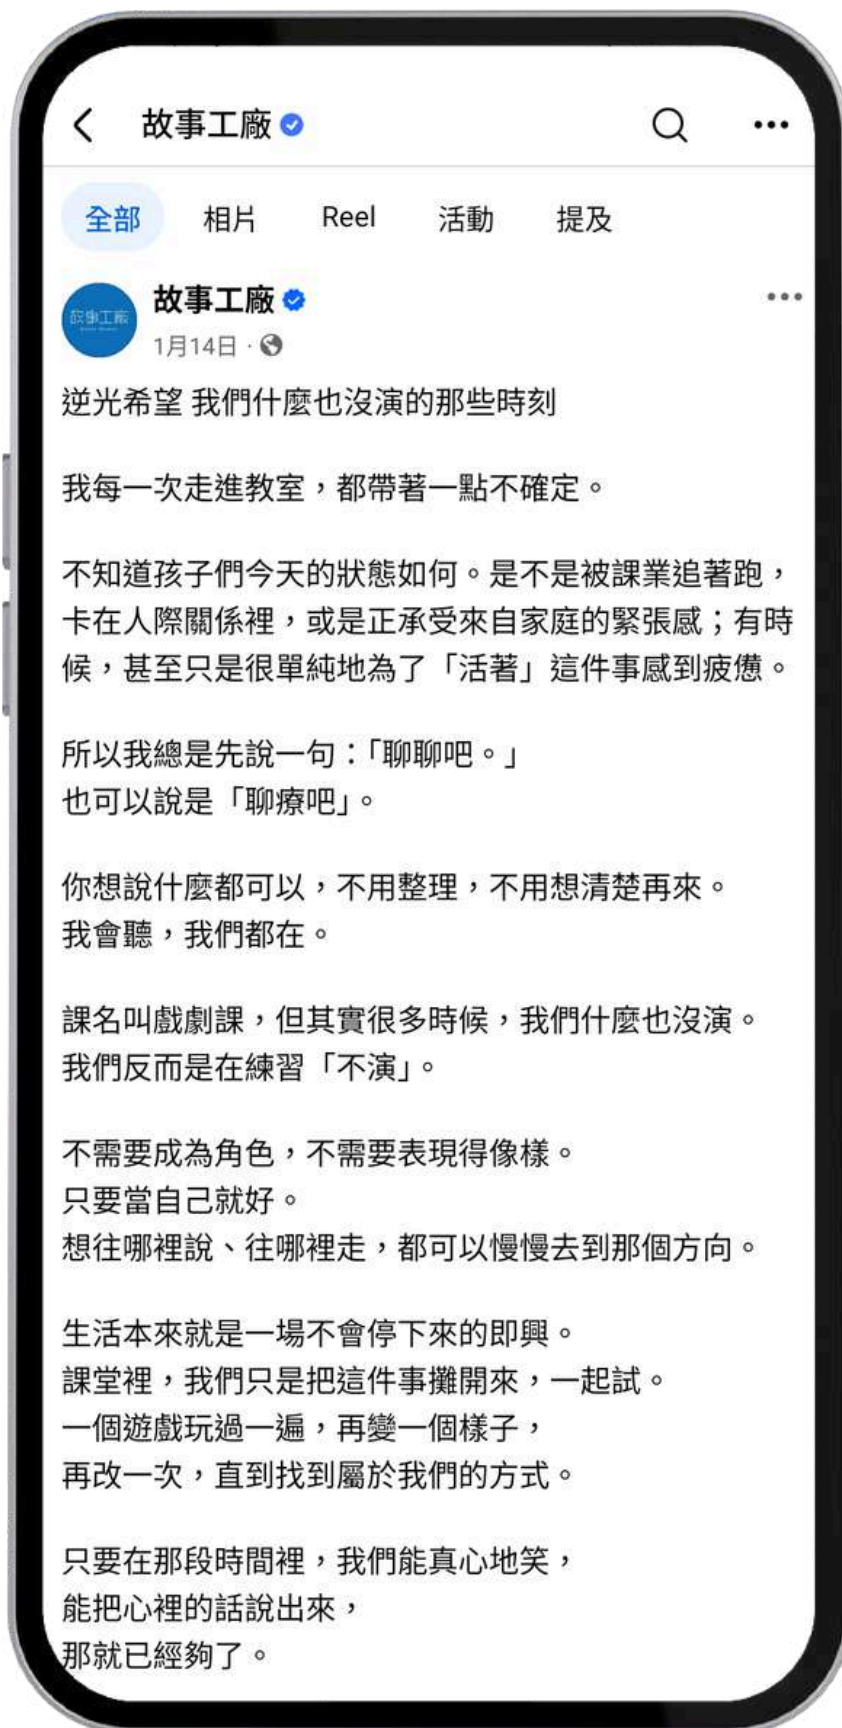 故事工廠
全部 相片 Reel 活動 提及
故事工廠
故事工廠
1月14日 ·
逆光希望 我們什麼也沒演的那些時刻
我每一次走進教室，都帶著一點不確定。
不知道孩子們今天的狀態如何。是不是被課業追著跑，
卡在人際關係裡，或是正承受來自家庭的緊張感；有時
候，甚至只是很單純地為了「活著」這件事感到疲憊。
所以我總是先說一句：「聊聊吧。」
也可以說是「聊療吧」。
你想說什麼都可以，不用整理，不用想清楚再來。
我會聽，我們都在。
課名叫戲劇課，但其實很多時候，我們什麼也沒演。
我們反而是在練習「不演」。
不需要成為角色，不需要表現得像樣。
只要當自己就好。
想往哪裡說、往哪裡走，都可以慢慢去到那個方向。
生活本來就是一場不會停下來的即興。
課堂裡，我們只是把這件事攤開來，一起試。
一個遊戲玩過一遍，再變一個樣子，
再改一次，直到找到屬於我們的方式。
只要在那段時間裡，我們能真心地笑，
能把心裡的話說出來，
那就已經夠了。